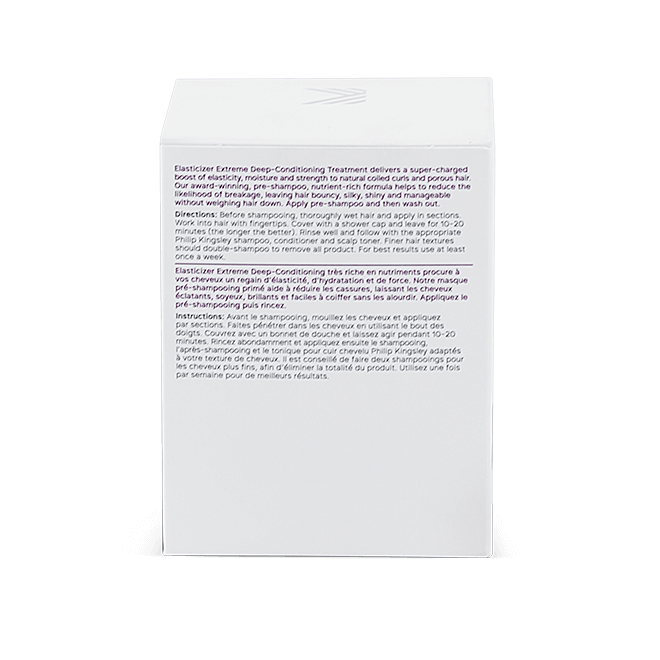 Elasticizer Extreme Deep-Conditioning Treatment delivers a super-charged
boost of elasticity, moisture and strength to natural coiled curls and porous hair.
Our award-winning, pre-shampoo, nutrient-rich formula helps to reduce the
likelihood of breakage, leaving hair bouncy, silky, shiny and manageable
without weighing hair down. Apply pre-shampoo and then wash out.
Directions: Before shampooing, thoroughly wet hair and apply in sections.
Work into hair with fingertips. Cover with a shower cap and leave for 10-20
minutes (the longer the better). Rinse well and follow with the appropriate
Philip Kingsley shampoo, conditioner and scalp toner. Finer hair textures
should double-shampoo to remove all product. For best results use at least
once a week.
Elasticizer Extreme Deep-Conditioning très riche en nutriments procure à
vos cheveux un regain d'élasticité, d'hydratation et de force. Notre masque
pré-shampooing primé aide à réduire les cassures, laissant les cheveux
éclatants, soyeux, brillants et faciles à coiffer sans les alourdir. Appliquez le
pré-shampooing puis rincez.
Instructions: Avant le shampooing, mouillez les cheveux et appliquez
par sections. Faites pénétrer dans les cheveux en utilisant le bout des
doigts. Couvrez avec un bonnet de douche et laissez agir pendant 10-20
minutes. Rincez abondamment et appliquez ensuite le shampooing,
l'après-shampooing et le tonique pour cuir chevelu Philip Kingsley adaptés
à votre texture de cheveux. Il est conseillé de faire deux shampooings pour
les cheveux plus fins, afin d'éliminer la totalité du produit. Utilisez une fois
par semaine pour de meilleurs résultats.